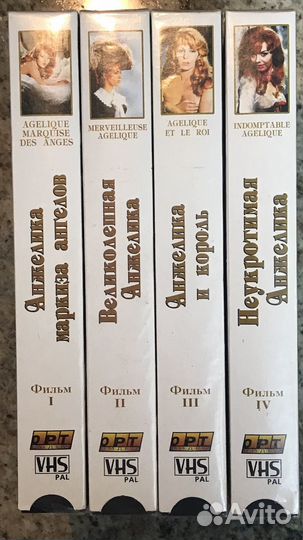 AGELIQUE
MARQUISE
DES ANGES
Анжелика
маркиза ангелов
Фильм
I
ОРТ
VHS
PAL
MERVEILLEUSE
AGELIQUE
Великолепная
Анжелика
Фильм
II
ОРТ
VHS
PAL
AGELIQUE
ET LE ROI
Анжелика
и король
Фильм
III
ОРТ
VHS
PAL
INDOMPTABLE
AGELIQUE
Неукротимая
Анжелика
Фильм
IV
ОРТ
VHS
PAL
Avito